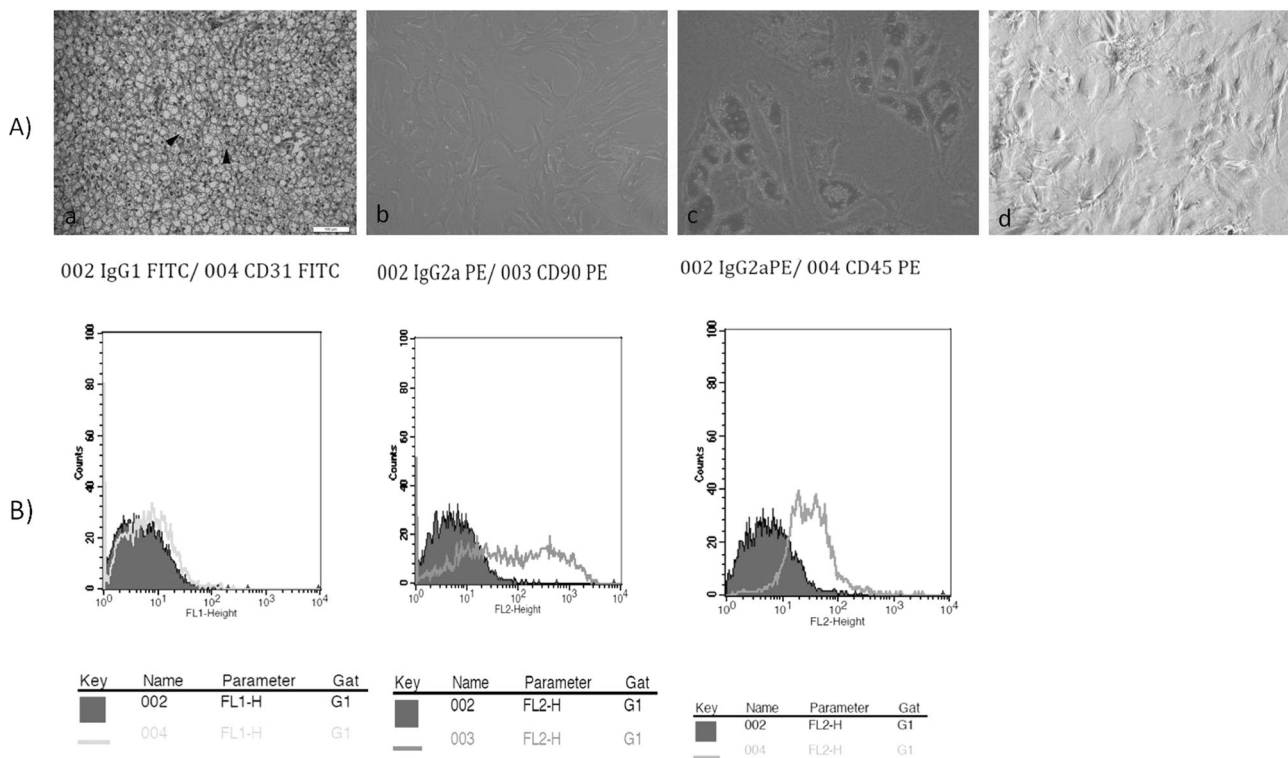 A)
a b c d
002 IgG1 FITC/ 004 CD31 FITC
002 IgG2a PE/ 003 CD90 PE
002 IgG2aPE/ 004 CD45 PE
B)
Counts
100
80
60
40
20
0
10⁰ 10¹ 10² 10³ 10⁴
FL1-Height
Counts
100
80
60
40
20
0
10⁰ 10¹ 10² 10³ 10⁴
FL2-Height
Counts
100
80
60
40
20
0
10⁰ 10¹ 10² 10³ 10⁴
FL2-Height
Key Name Parameter Gat
002 FL1-H G1
004 FL1-H G1
Key Name Parameter Gat
002 FL2-H G1
003 FL2-H G1
Key Name Parameter Gat
002 FL2-H G1
004 FL2-H G1